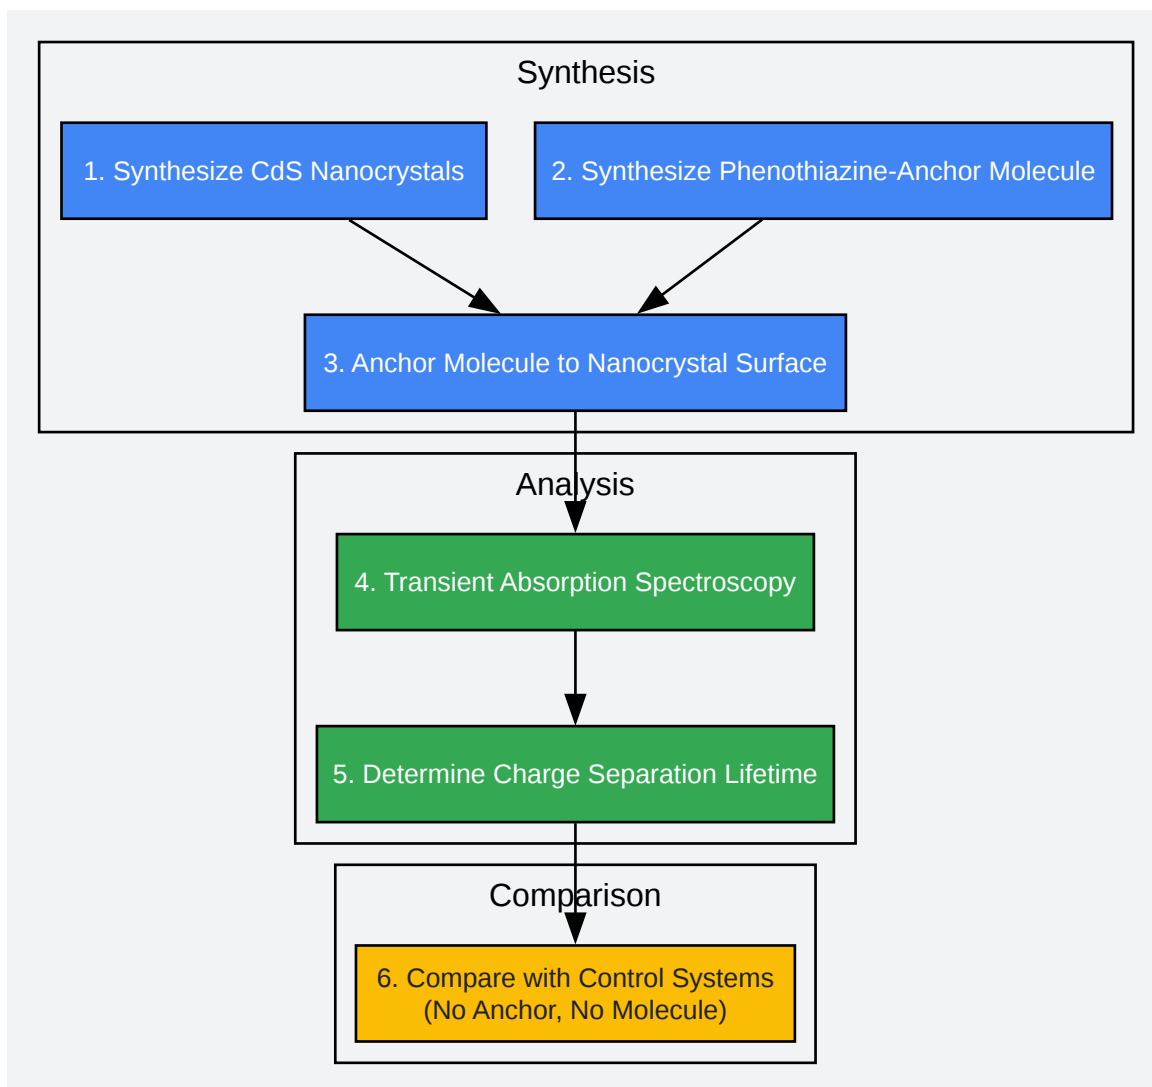 Synthesis
1. Synthesize CdS Nanocrystals
2. Synthesize Phenothiazine-Anchor Molecule
3. Anchor Molecule to Nanocrystal Surface
Analysis
4. Transient Absorption Spectroscopy
5. Determine Charge Separation Lifetime
Comparison
6. Compare with Control Systems
(No Anchor, No Molecule)